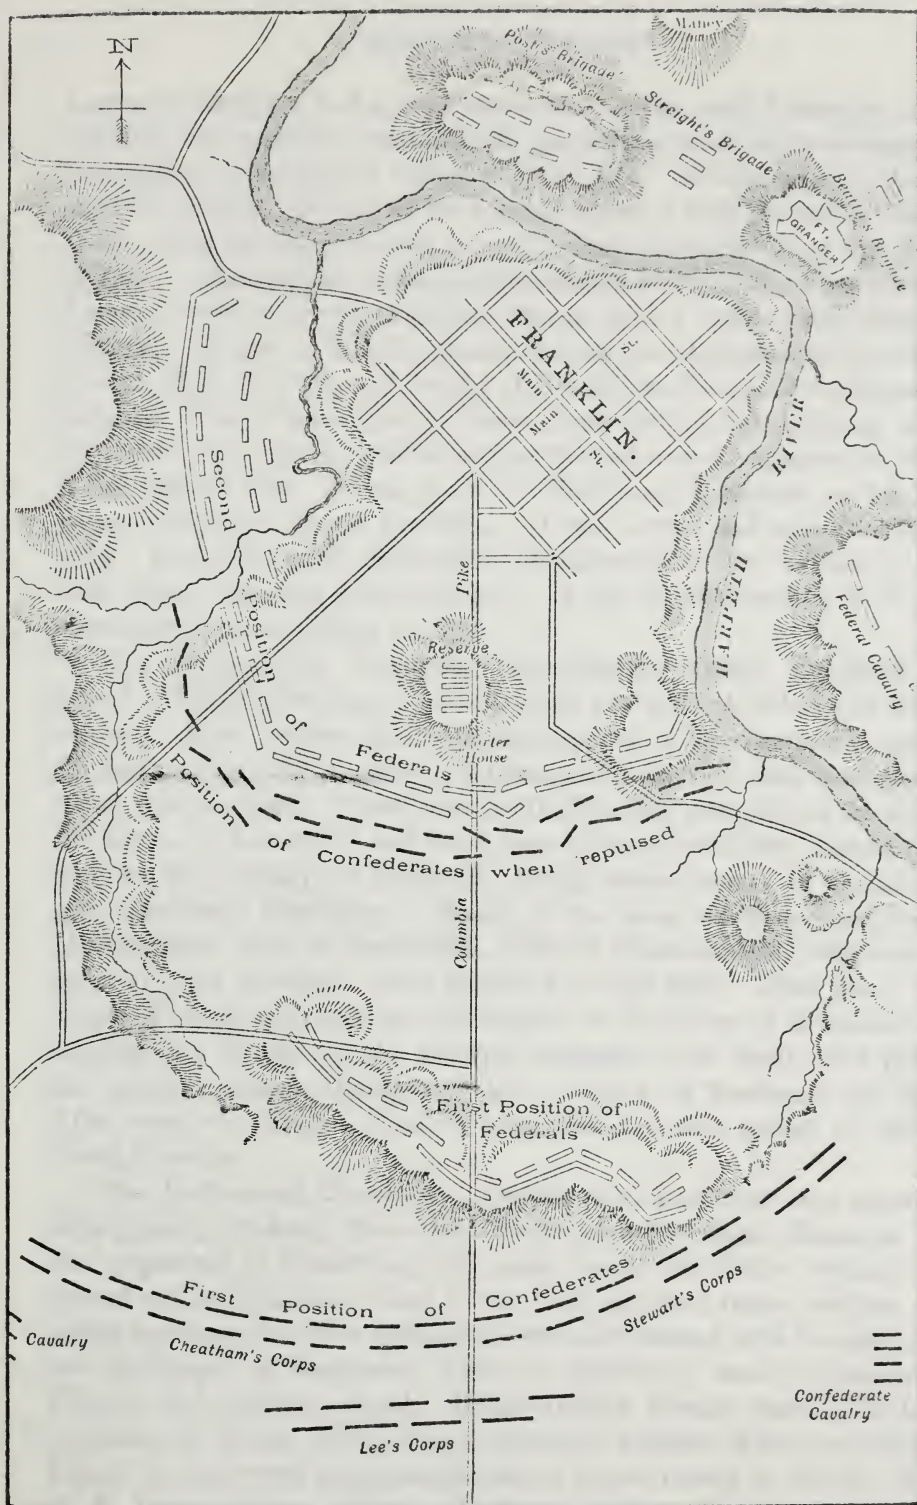 N
Maney
Post's Brigade
Streight's Brigade
Beatty's Brigade
FT. GRANGER
FRANKLIN.
Main St.
Main St.
HARPETH RIVER
Federal Cavalry
Second Position of Federals
Pike
Reserve
Carter House
Position of Confederates when repulsed
Columbia
First Position of
Federals
First Position of Confederates
Stewart's Corps
Cheatham's Corps
Cavalry
Lee's Corps
Confederate
Cavalry